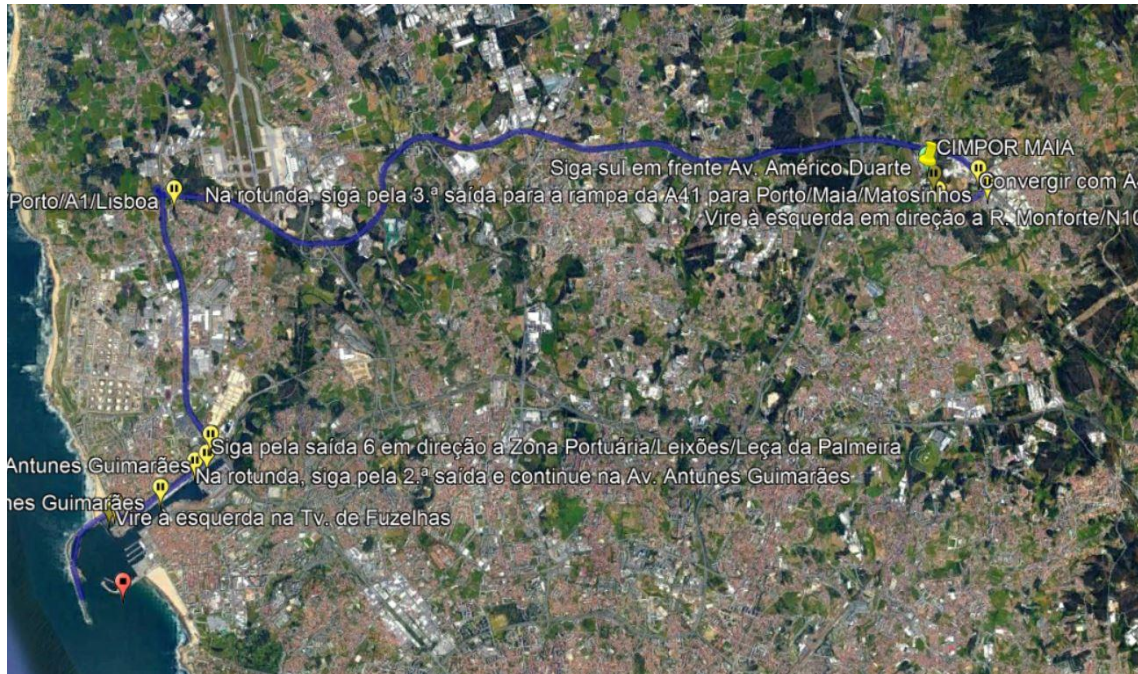 CIMPOR MAIA
Siga sul em frente Av. Américo Duarte
Convergir com A
Na rotunda, siga pela 3.ª saída para a rampa da A41 para Porto/Maia/Matosinhos
/Porto/A1/Lisboa
Vire à esquerda em direção a R. Monforte/N10
Siga pela saída 6 em direção a Zona Portuária/Leixões/Leça da Palmeira
Antunes Guimarães
Na rotunda, siga pela 2.ª saída e continue na Av. Antunes Guimarães
nes Guimarães
Vire à esquerda na Tv. de Fuzelhas